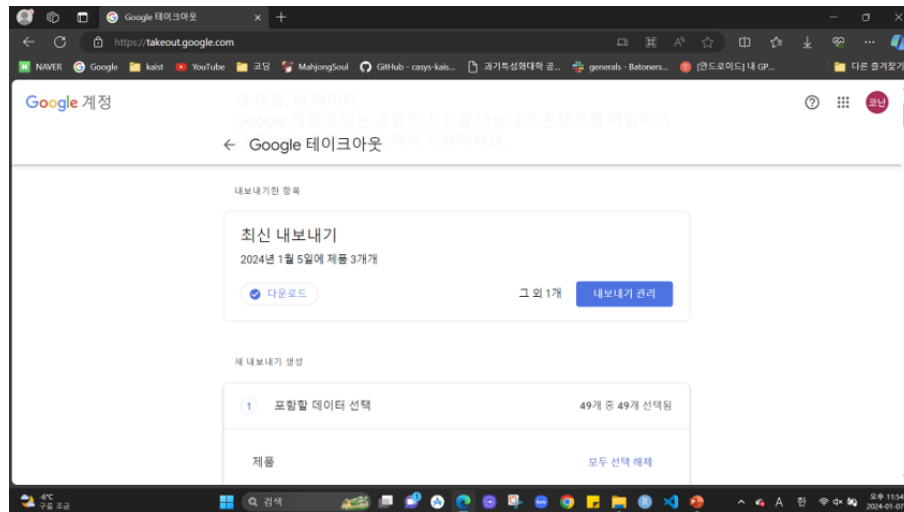 Google 테이크아웃
https://takeout.google.com
NAVER Google kaist YouTube 코딩 MahjongSoul GitHub - casys-kais... 과기특성화대학 공... generals - Batoners... [안드로이드] 내 GP... 다른 즐겨찾기
Google 계정
내 계정, 내 데이터
Google 계정에 있는 콘텐츠 사본을 내보내어 콘텐츠를 백업하거
에서 사용하세요.
← Google 테이크아웃
코난
내보내기한 항목
최신 내보내기
2024년 1월 5일에 제품 3개개
다운로드
그 외 1개
내보내기 관리
새 내보내기 생성
1 포함할 데이터 선택
49개 중 49개 선택됨
제품
모두 선택 해제
-6°C
구름 조금
검색
A 한
오후 11:54
2024-01-07